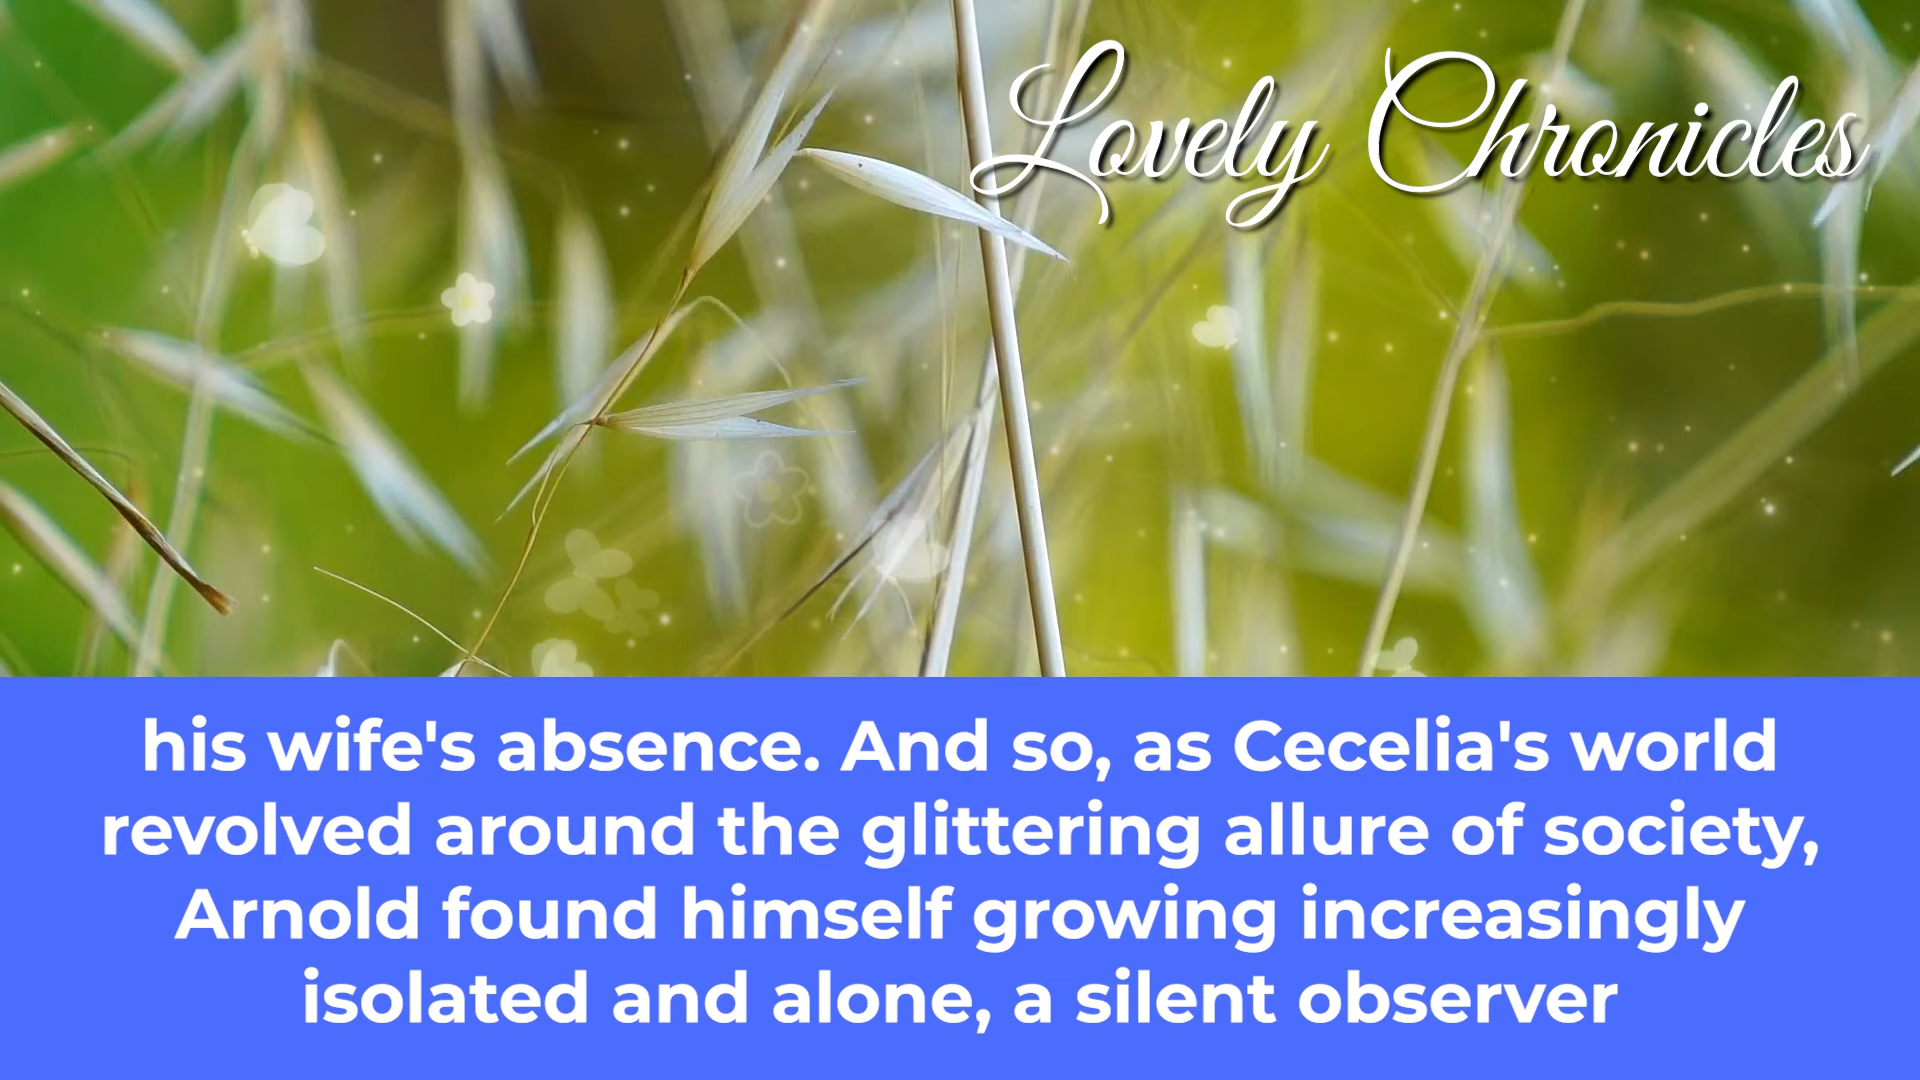 Lovely Chronicles
his wife's absence. And so, as Cecelia's world
revolved around the glittering allure of society,
Arnold found himself growing increasingly
isolated and alone, a silent observer